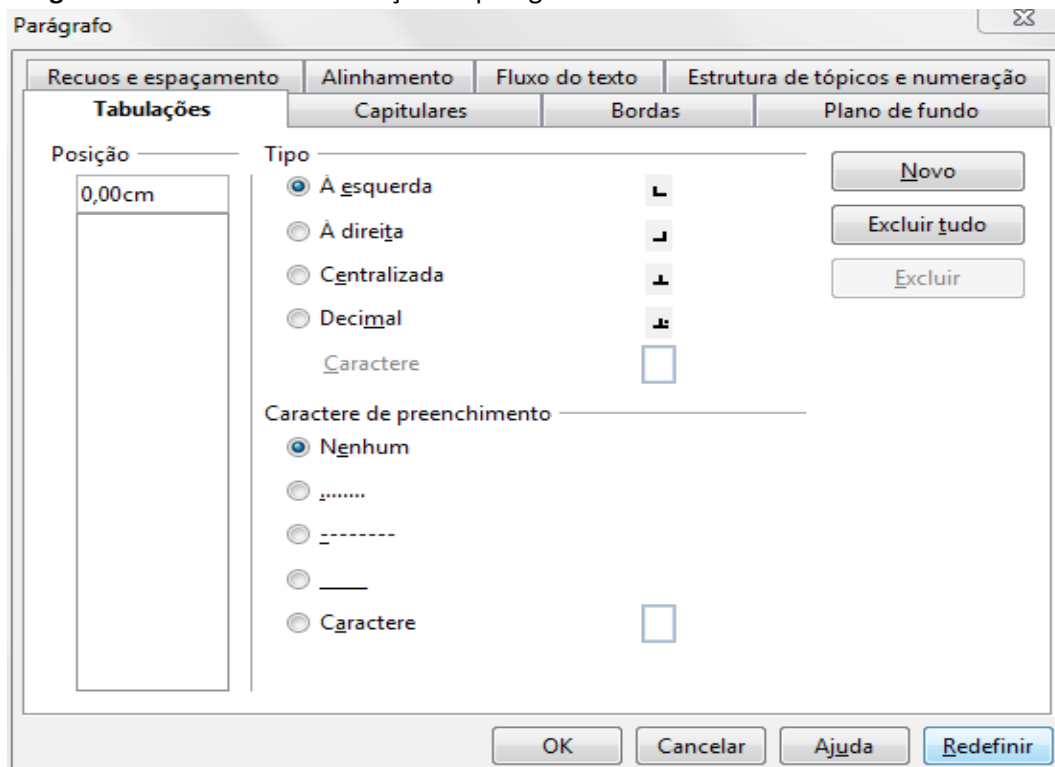 Parágrafo
Recuos e espaçamento Alinhamento Fluxo do texto Estrutura de tópicos e numeração
Tabulações Capitulares Bordas Plano de fundo
Posição Tipo
0,00cm À esquerda Novo
À direita Excluir tudo
Centralizada Excluir
Decimal
Caractere
Caractere de preenchimento
Nenhum
........
--------
____
Caractere
OK Cancelar Ajuda Redefinir